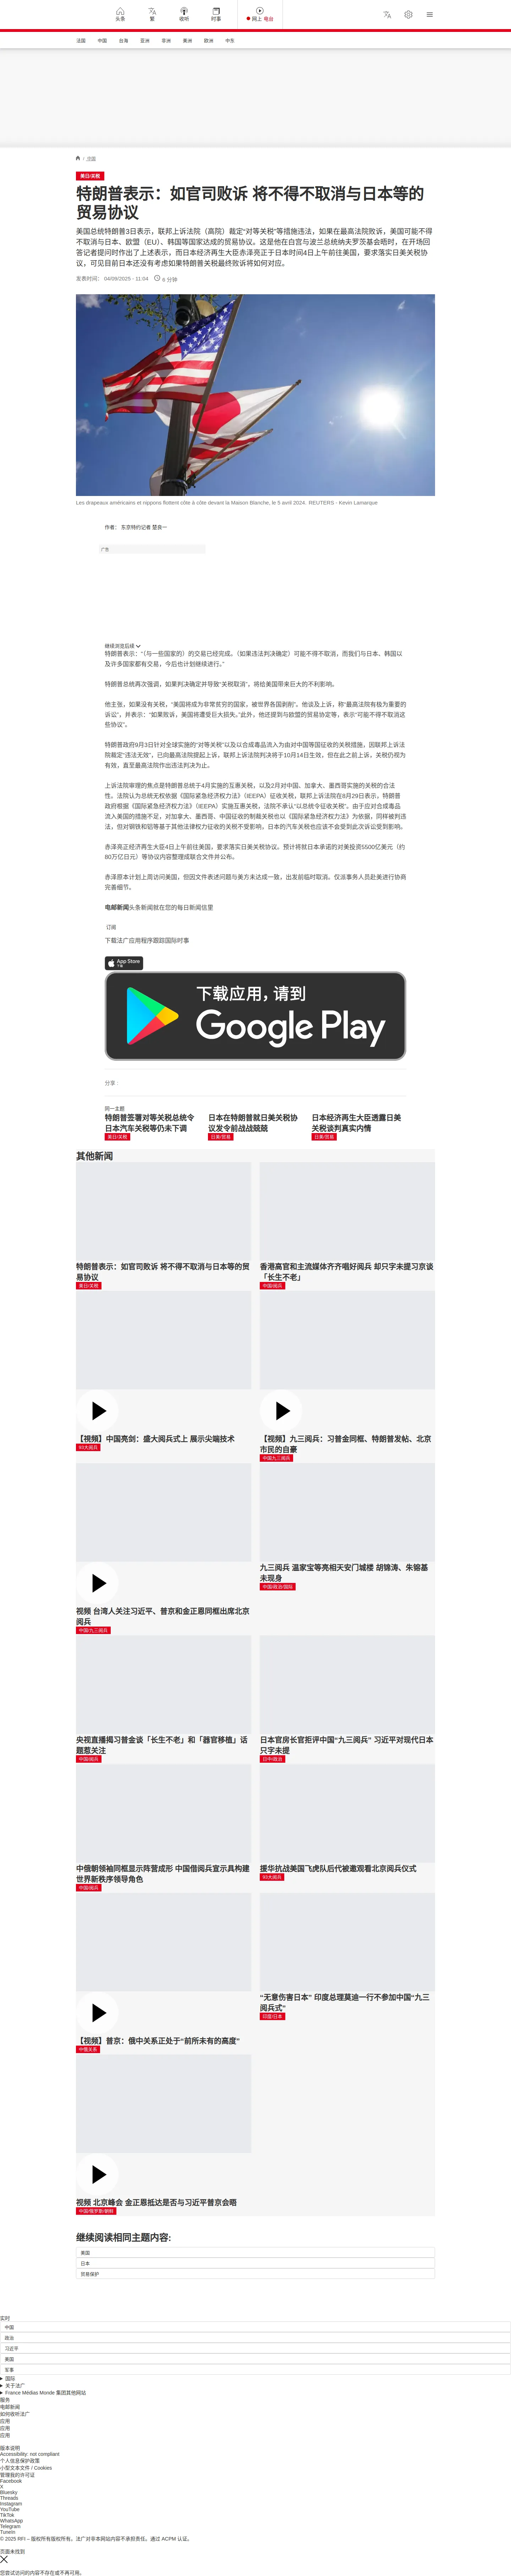 头条
繁
收听
时事
网上 电台
法国
中国
台海
亚洲
非洲
美洲
欧洲
中东
/ 中国
美日/关税
特朗普表示：如官司败诉 将不得不取消与日本等的
贸易协议
美国总统特朗普3日表示，联邦上诉法院（高院）裁定“对等关税”等措施违法，如果在最高法院败诉，美国可能不得
不取消与日本、欧盟（EU）、韩国等国家达成的贸易协议。这是他在白宫与波兰总统纳夫罗茨基会晤时，在开场回
答记者提问时作出了上述表示，而日本经济再生大臣赤泽亮正于日本时间4日上午前往美国，要求落实日美关税协
议，可见目前日本还没有考虑如果特朗普关税最终败诉将如何对应。
发表时间： 04/09/2025 - 11:04
6 分钟
Les drapeaux américains et nippons flottent côte à côte devant la Maison Blanche, le 5 avril 2024. REUTERS - Kevin Lamarque
作者： 东京特约记者 楚良一
广告
继续浏览后续
特朗普表示：“（与一些国家的）的交易已经完成。（如果违法判决确定）可能不得不取消，而我们与日本、韩国以
及许多国家都有交易，今后也计划继续进行。”
特朗普总统再次强调，如果判决确定并导致“关税取消”，将给美国带来巨大的不利影响。
他主张，如果没有关税，“美国将成为非常贫穷的国家，被世界各国剥削”。他谈及上诉，称“最高法院有极为重要的
诉讼”，并表示：“如果败诉，美国将遭受巨大损失。”此外，他还提到与欧盟的贸易协定等，表示“可能不得不取消这
些协议”。
特朗普政府9月3日针对全球实施的“对等关税”以及以合成毒品流入为由对中国等国征收的关税措施，因联邦上诉法
院裁定“违法无效”，已向最高法院提起上诉，联邦上诉法院判决将于10月14日生效，但在此之前上诉，关税仍视为
有效，直至最高法院作出违法判决为止。
上诉法院审理的焦点是特朗普总统于4月实施的互惠关税，以及2月对中国、加拿大、墨西哥实施的关税的合法
性。法院认为总统无权依据《国际紧急经济权力法》（IEEPA）征收关税，联邦上诉法院在8月29日表示，特朗普
政府根据《国际紧急经济权力法》（IEEPA）实施互惠关税，法院不承认“以总统令征收关税”。由于应对合成毒品
流入美国的措施不足，对加拿大、墨西哥、中国征收的制裁关税也以《国际紧急经济权力法》为依据，同样被判违
法，但对钢铁和铝等基于其他法律权力征收的关税不受影响，日本的汽车关税也应该不会受到此次诉讼受到影响。
赤泽亮正经济再生大臣4日上午前往美国，要求落实日美关税协议。预计将就日本承诺的对美投资5500亿美元（约
80万亿日元）等协议内容整理成联合文件并公布。
赤泽原本计划上周访问美国，但因文件表述问题与美方未达成一致，出发前临时取消。仅派事务人员赴美进行协商
完善细节。
电邮新闻头条新闻就在您的每日新闻信里
订阅
下载法广应用程序跟踪国际时事
App Store
下载应用，请到
Google Play
分享
同一主题
特朗普签署对等关税总统令
日本汽车关税等仍未下调
美日/关税
日本在特朗普就日美关税协
议发令前战战兢兢
日美/贸易
日本经济再生大臣透露日美
关税谈判真实内情
日美/贸易
其他新闻
特朗普表示：如官司败诉 将不得不取消与日本等的贸
易协议
美日/关税
香港高官和主流媒体齐齐唱好阅兵 却只字未提习京谈
「长生不老」
中国/阅兵
【视频】中国亮剑：盛大阅兵式上 展示尖端技术
93大阅兵
【视频】九三阅兵：习普金同框、特朗普发帖、北京
市民的自豪
中国九三阅兵
视频 台湾人关注习近平、普京和金正恩同框出席北京
阅兵
中国/九三阅兵
九三阅兵 温家宝等亮相天安门城楼 胡锦涛、朱镕基
未现身
中国/政治/国际
央视直播揭习普金谈「长生不老」和「器官移植」话
题惹关注
中国/阅兵
日本官房长官拒评中国“九三阅兵” 习近平对现代日本
只字未提
日中/政治
中俄朝领袖同框显示阵营成形 中国借阅兵宣示具构建
世界新秩序领导角色
中国/阅兵
援华抗战美国飞虎队后代被邀观看北京阅兵仪式
93大阅兵
【视频】普京：俄中关系正处于“前所未有的高度”
中俄关系
“无意伤害日本” 印度总理莫迪一行不参加中国“九三
阅兵式”
印度/日本
视频 北京峰会 金正恩抵达是否与习近平普京会晤
中国/俄罗斯/朝鲜
继续阅读相同主题内容:
美国
日本
贸易保护
实时
中国
政治
习近平
美国
军事
国际
关于法广
France Médias Monde 集团其他网站
服务
电邮新闻
如何收听法广
应用
应用
应用
版本说明
Accessibility: not compliant
个人信息保护政策
小型文本文件 / Cookies
管理我的许可证
Facebook
X
Bluesky
Threads
Instagram
YouTube
TikTok
WhatsApp
Telegram
TuneIn
© 2025 RFI – 版权所有版权所有。法广对非本网站内容不承担责任。通过 ACPM 认证。
页面未找到
您尝试访问的内容不存在或不再可用。